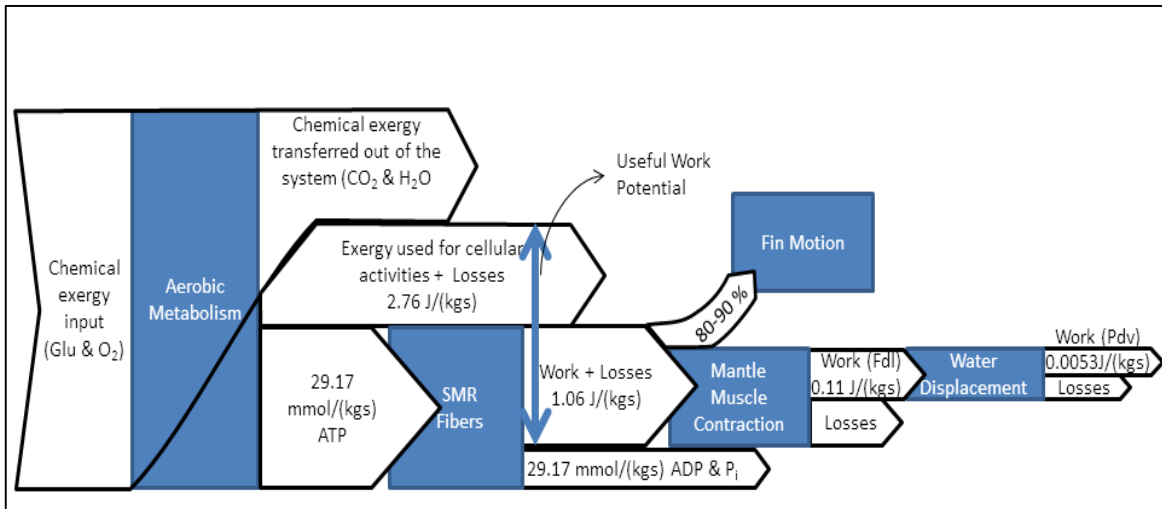 Chemical
exergy
input
(Glu & O₂)
Aerobic
Metabolism
Chemical exergy
transferred out of the
system (CO₂ & H₂O
Useful Work
Potential
Exergy used for cellular
activities + Losses
2.76 J/(kgs)
29.17
mmol/(kgs)
ATP
SMR
Fibers
Work + Losses
1.06 J/(kgs)
29.17 mmol/(kgs) ADP & Pᵢ
80-90 %
Fin Motion
Mantle
Muscle
Contraction
Work (Fdl)
0.11 J/(kgs)
Losses
Water
Displacement
Work (Pdv)
0.0053J/(kgs)
Losses